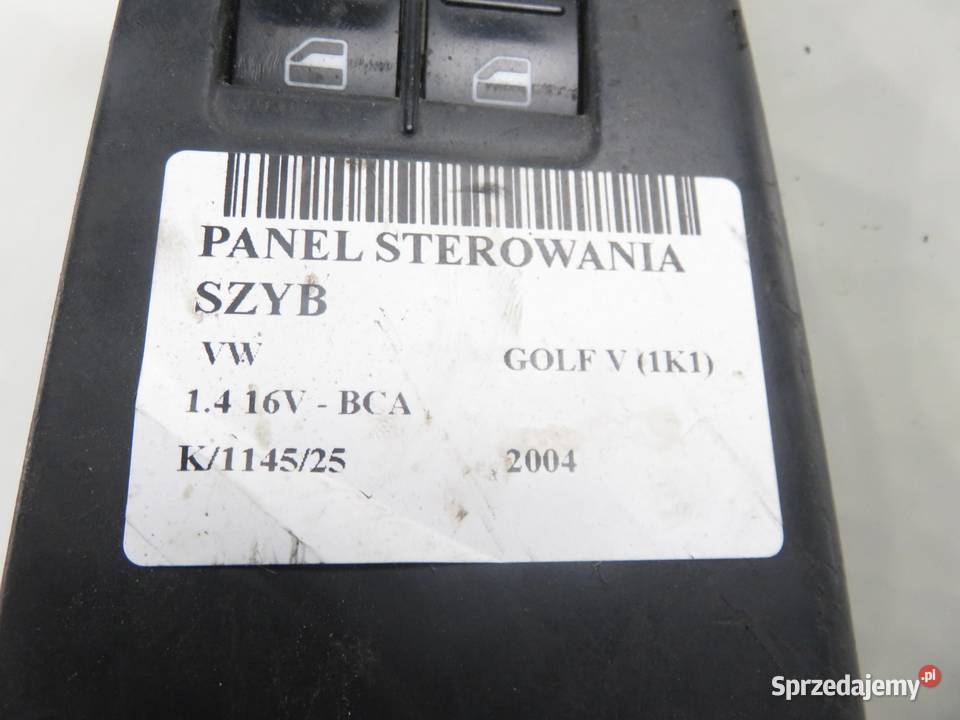 PANEL STEROWANIA
SZYB
VW GOLF V (1K1)
1.4 16V - BCA
K/1145/25 2004
Sprzedajemy.pl